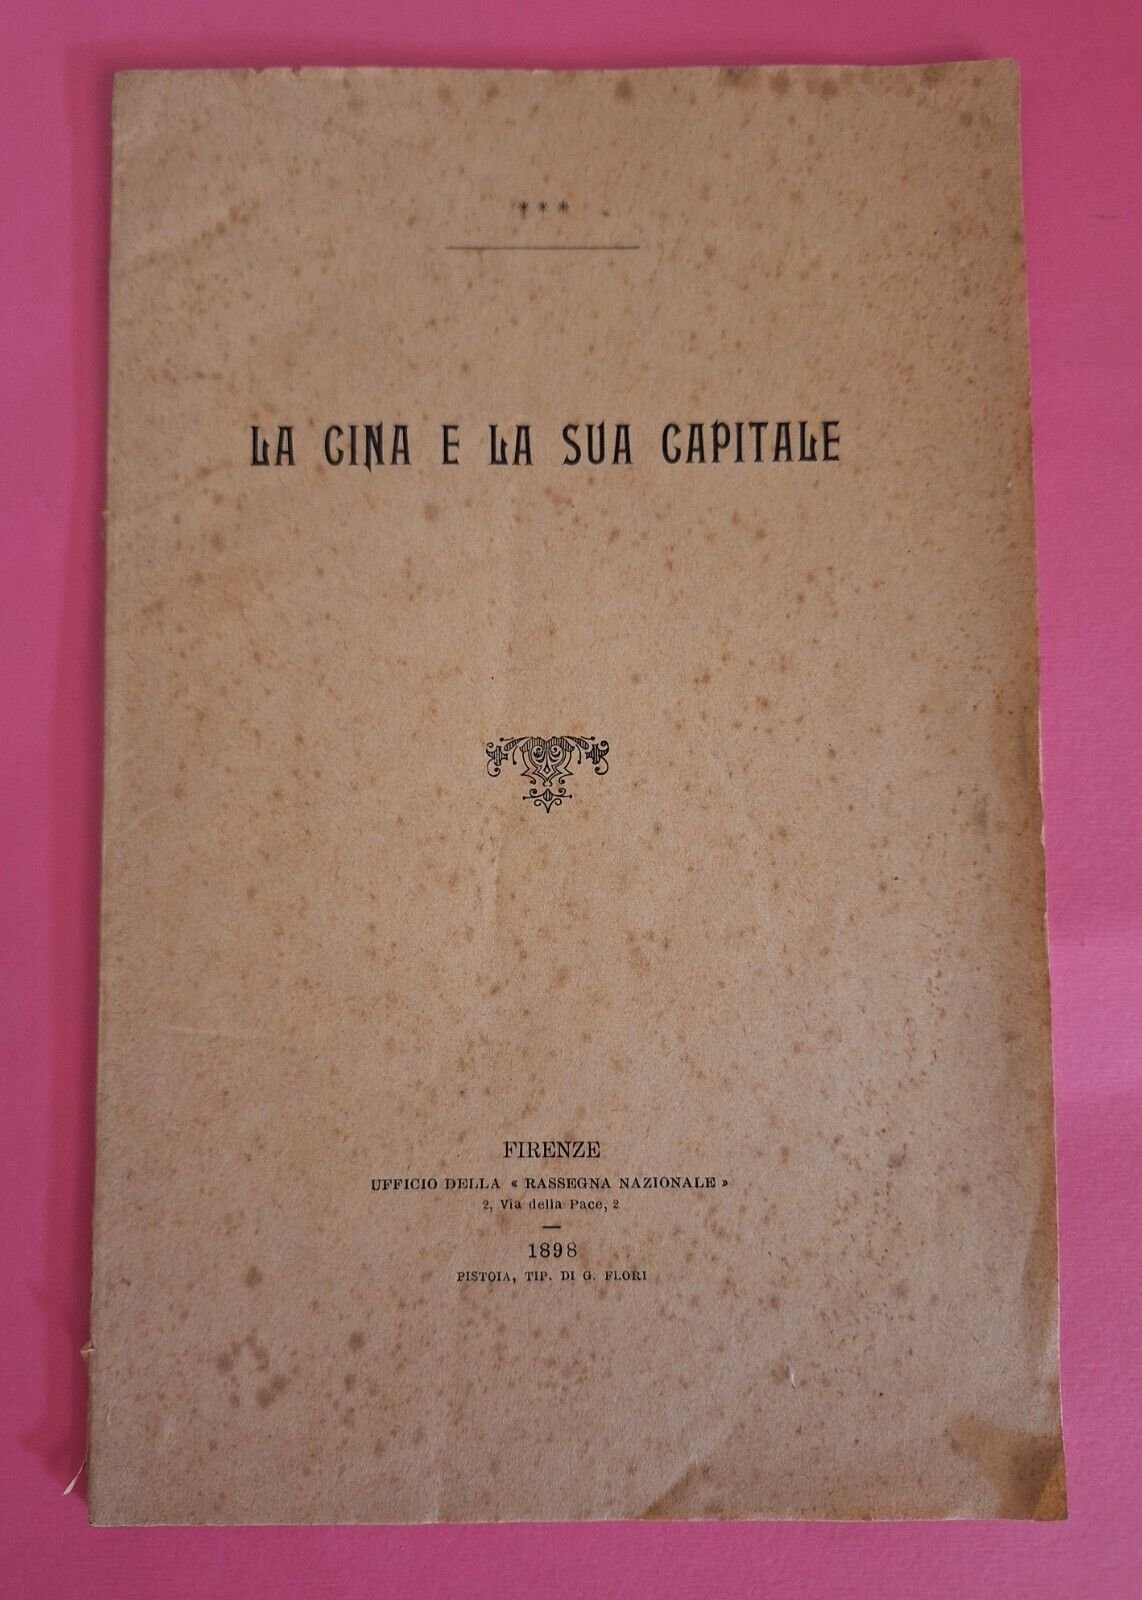 ***
LA CINA E LA SUA CAPITALE
FIRENZE
UFFICIO DELLA « RASSEGNA NAZIONALE »
2, Via della Pace, 2
1898
PISTOIA, TIP. DI G. FLORI